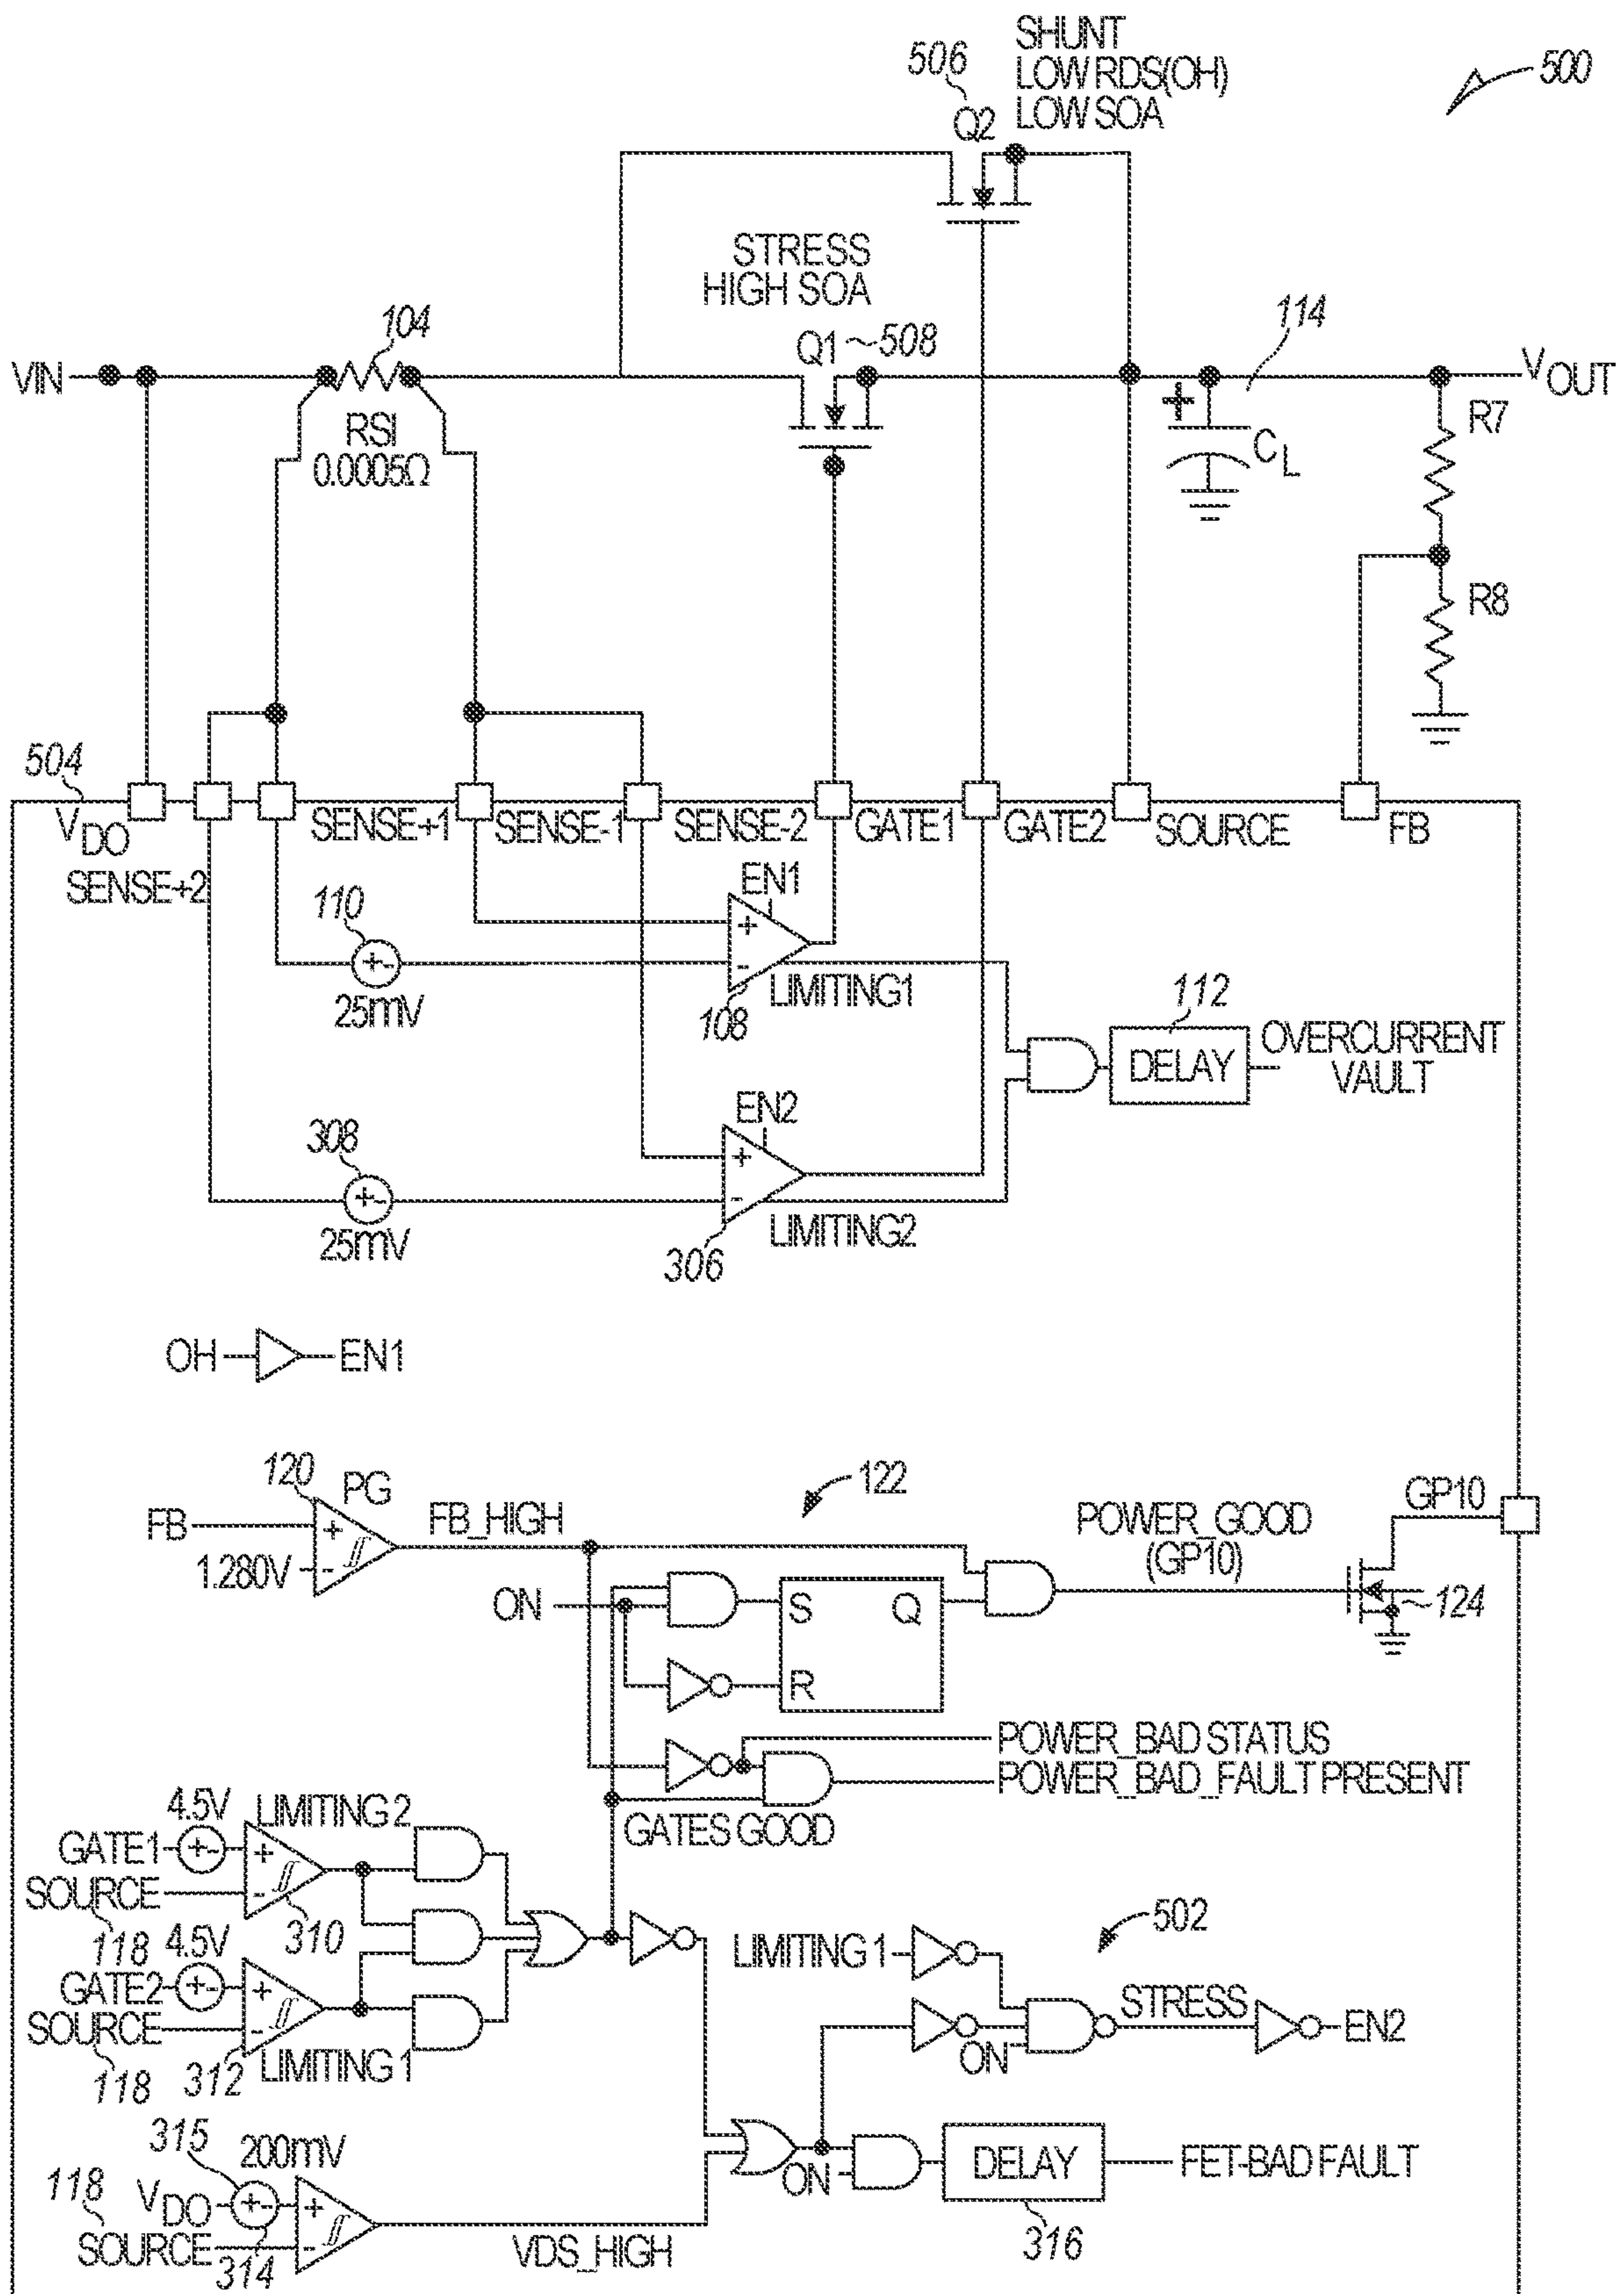 SHUNT
LOW RDS(OH)
LOW SOA
506
Q2
500
STRESS
HIGH SOA
Q1 508
104
114
VIN
RSI
0.0005Ω
+
CL
VOUT
R7
R8
504
VDO
SENSE+2
SENSE+1
SENSE-1
SENSE-2
GATE1
GATE2
SOURCE
FB
110
+-
25mV
EN1
+
-
108
LIMITING1
112
DELAY
OVERCURRENT
VAULT
308
+-
25mV
EN2
+
-
306
LIMITING2
OH
EN1
120
PG
FB
1.280V
+
-
FB_HIGH
122
ON
S
Q
R
POWER_GOOD
(GP10)
GP10
124
POWER_BAD STATUS
POWER_BAD_FAULT PRESENT
GATES GOOD
4.5V
LIMITING 2
GATE1
+-
+
SOURCE
-
118
310
4.5V
GATE2
+-
+
SOURCE
-
118
312
LIMITING 1
502
LIMITING 1
STRESS
ON
EN2
315
200mV
118
VDO
+-
+
SOURCE
-
314
VDS_HIGH
ON
DELAY
316
FET-BAD FAULT